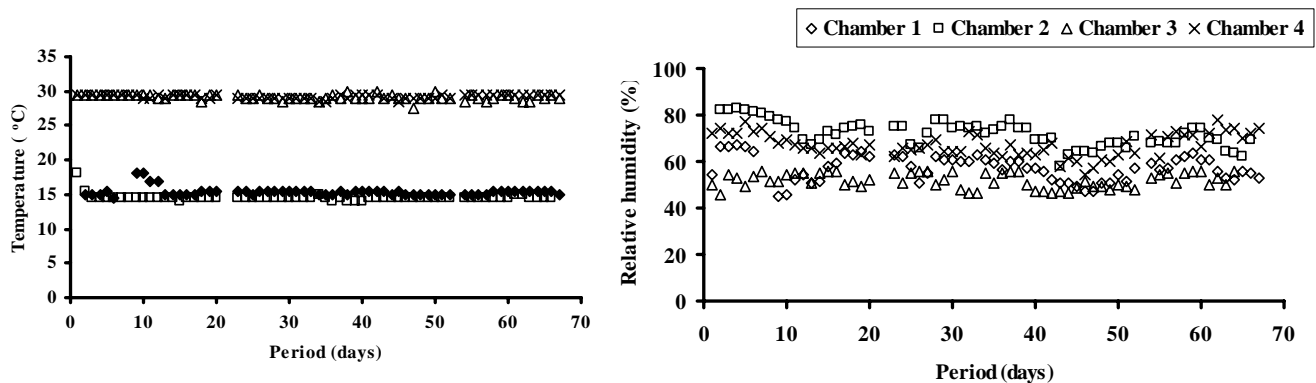 ◇ Chamber 1 □ Chamber 2 △ Chamber 3 × Chamber 4
35
30
25
20
15
10
5
0
Temperature ( °C)
0 10 20 30 40 50 60 70
Period (days)
100
80
60
40
20
0
Relative humidity (%)
0 10 20 30 40 50 60 70
Period (days)